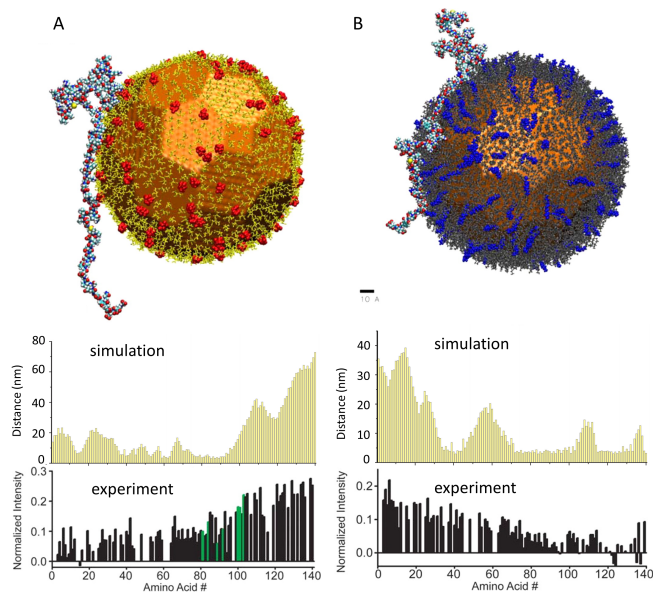 A
B
10 A
80
60
40
20
0
Distance (nm)
simulation
40
30
20
10
0
Distance (nm)
simulation
0.3
0.2
0.1
0.0
Normalized Intensity
experiment
0 20 40 60 80 100 120 140
Amino Acid #
0.2
0.1
0.0
Normalized Intensity
experiment
0 20 40 60 80 100 120 140
Amino Acid #